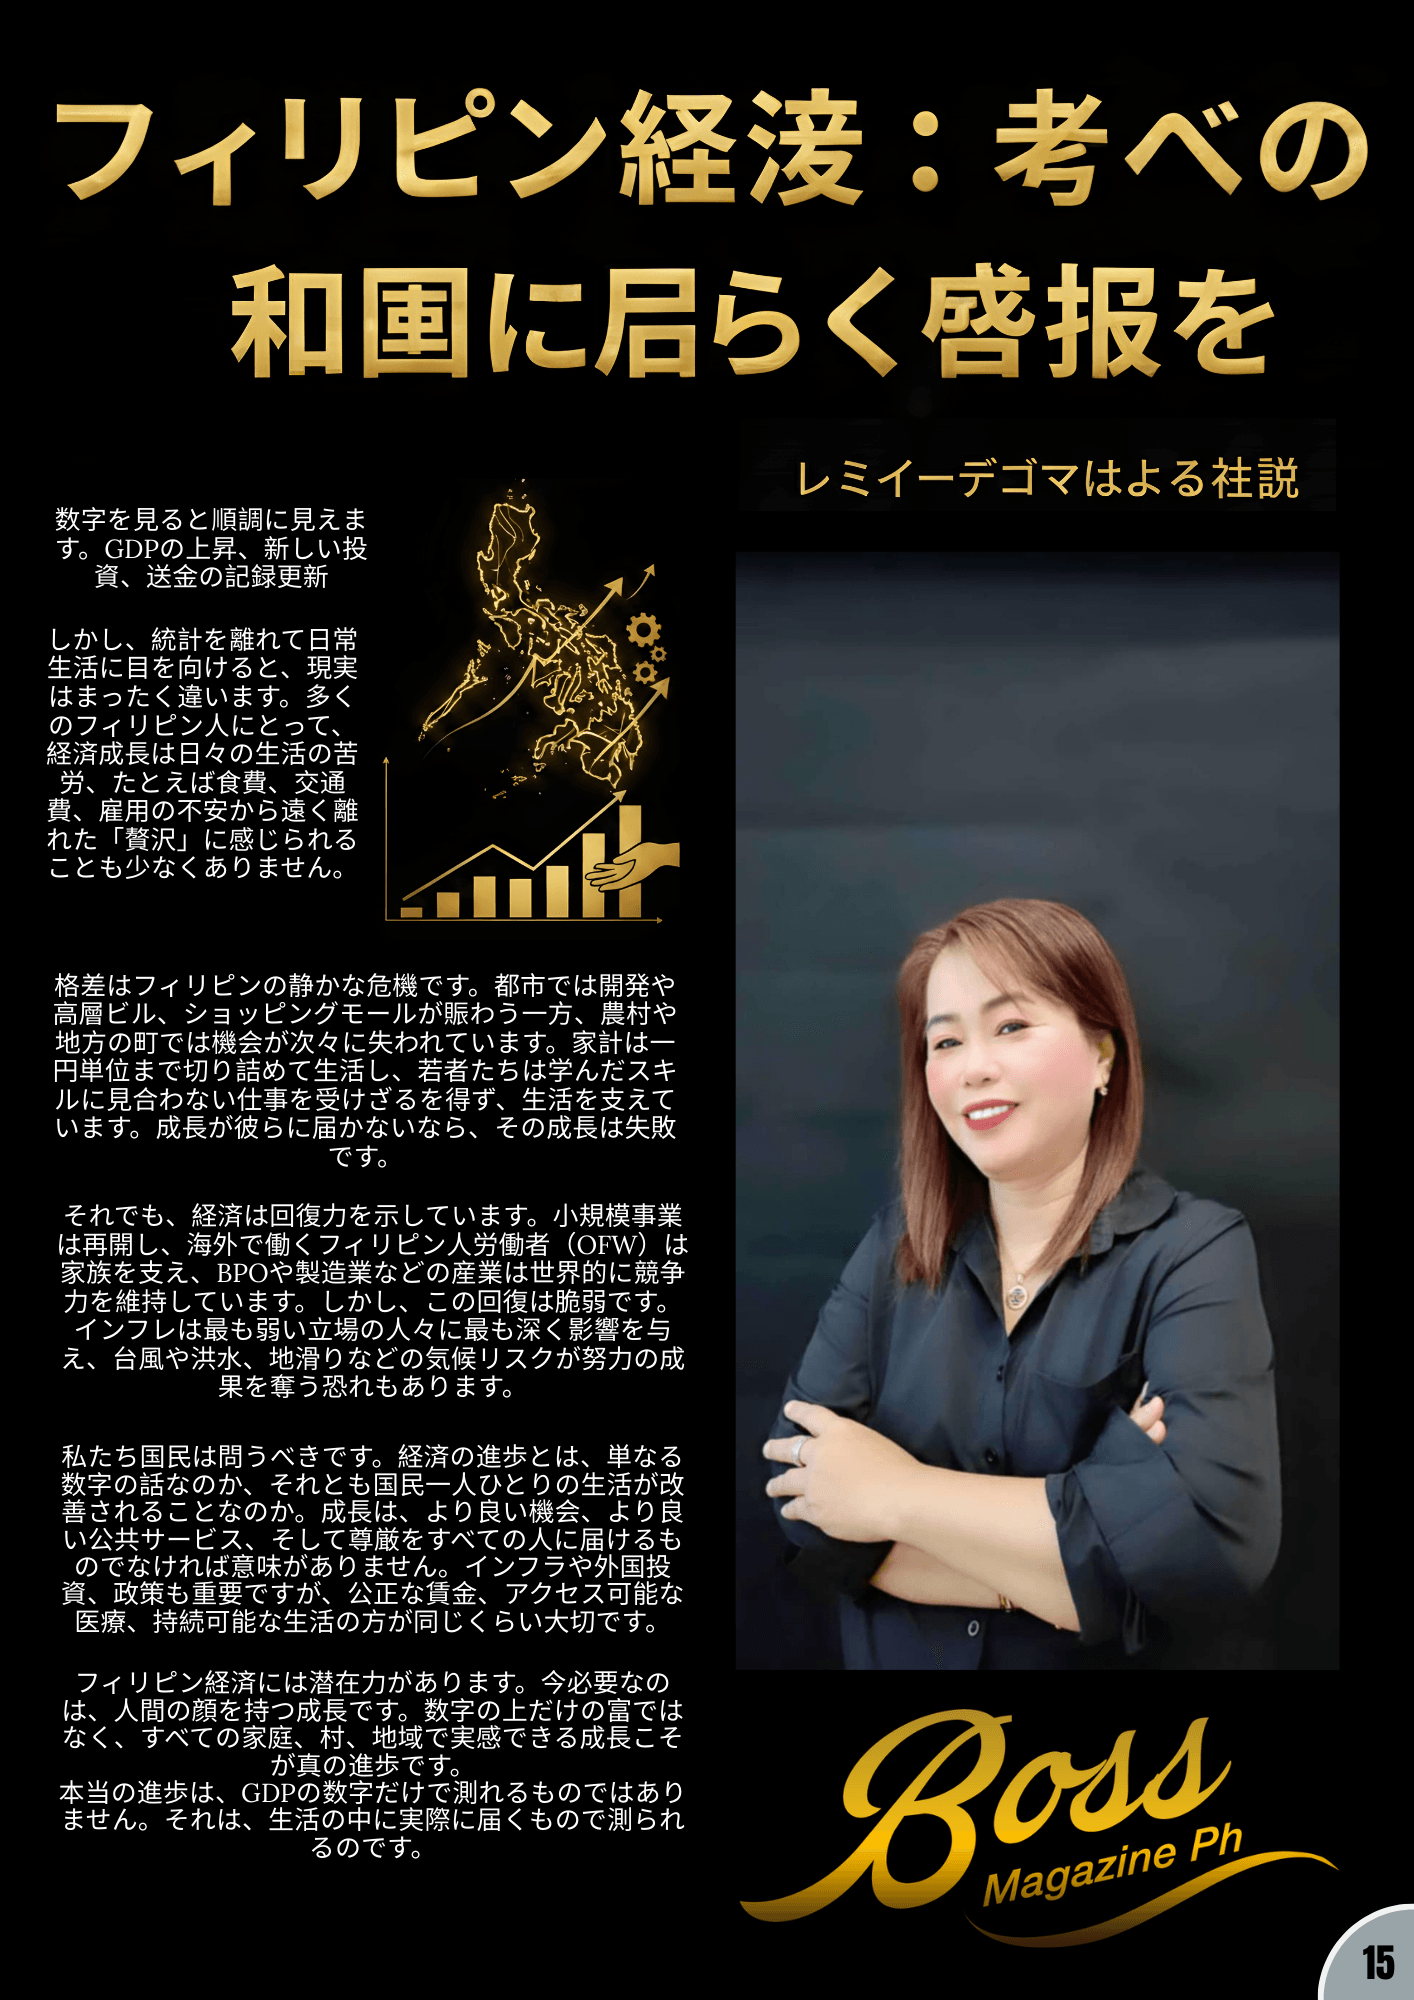 フィリピン経：考べの
和にらく报を
レミイーデゴマはよる社説
数字を見ると順調に見えま
す。GDPの上昇、新しい投
資、送金の記録更新
しかし、統計を離れて日常
生活に目を向けると、現実
はまったく違います。多く
のフィリピン人にとって、
経済成長は日々の生活の苦
労、たとえば食費、交通
費、雇用の不安から遠く離
れた「贅沢」に感じられる
ことも少なくありません。
格差はフィリピンの静かな危機です。都市では開発や
高層ビル、ショッピングモールが賑わう一方、農村や
地方の町では機会が次々に失われています。家計は一
円単位まで切り詰めて生活し、若者たちは学んだスキ
ルに見合わない仕事を受けざるを得ず、生活を支えて
います。成長が彼らに届かないなら、その成長は失敗
です。
それでも、経済は回復力を示しています。小規模事業
は再開し、海外で働くフィリピン人労働者（OFW）は
家族を支え、BPOや製造業などの産業は世界的に競争
力を維持しています。しかし、この回復は脆弱です。
インフレは最も弱い立場の人々に最も深く影響を与
え、台風や洪水、地滑りなどの気候リスクが努力の成
果を奪う恐れもあります。
私たち国民は問うべきです。経済の進歩とは、単なる
数字の話なのか、それとも国民一人ひとりの生活が改
善されることなのか。成長は、より良い機会、より良
い公共サービス、そして尊厳をすべての人に届けるも
のでなければ意味がありません。インフラや外国投
資、政策も重要ですが、公正な賃金、アクセス可能な
医療、持続可能な生活の方が同じくらい大切です。
フィリピン経済には潜在力があります。今必要なの
は、人間の顔を持つ成長です。数字の上だけの富では
なく、すべての家庭、村、地域で実感できる成長こそ
が真の進歩です。
本当の進歩は、GDPの数字だけで測れるものではあり
ません。それは、生活の中に実際に届くもので測られ
るのです。
Boss
Magazine Ph
15